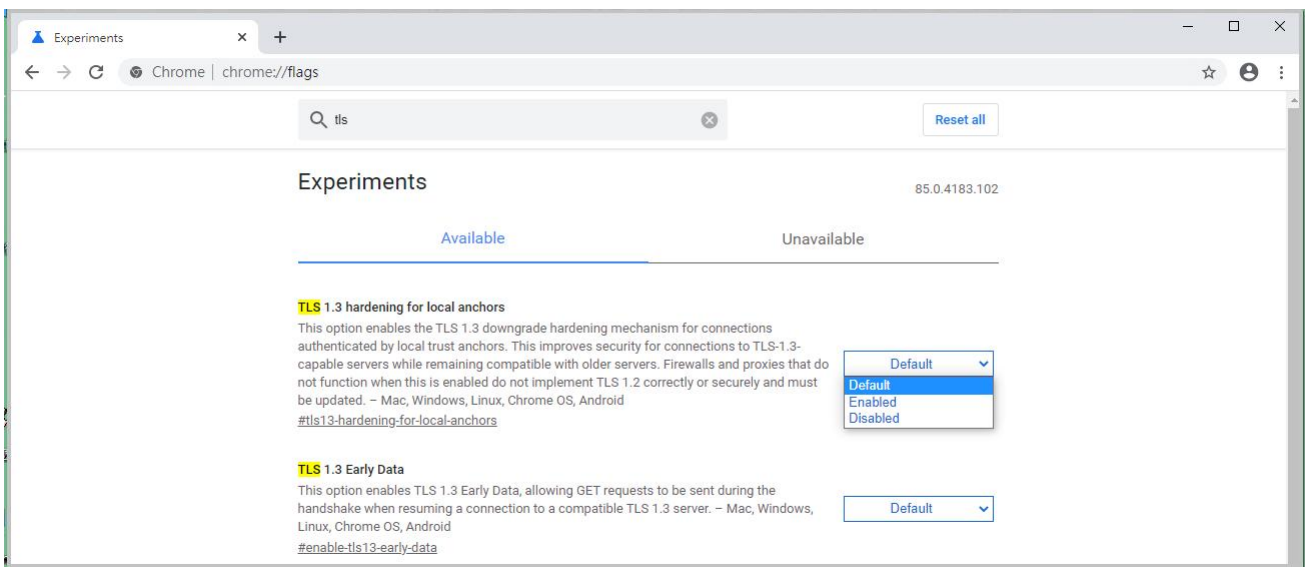 Experiments
Chrome | chrome://flags
tls
Reset all
Experiments
85.0.4183.102
Available
Unavailable
TLS 1.3 hardening for local anchors
This option enables the TLS 1.3 downgrade hardening mechanism for connections
authenticated by local trust anchors. This improves security for connections to TLS-1.3-
capable servers while remaining compatible with older servers. Firewalls and proxies that do
not function when this is enabled do not implement TLS 1.2 correctly or securely and must
be updated. – Mac, Windows, Linux, Chrome OS, Android
#tls13-hardening-for-local-anchors
Default
Default
Enabled
Disabled
TLS 1.3 Early Data
This option enables TLS 1.3 Early Data, allowing GET requests to be sent during the
handshake when resuming a connection to a compatible TLS 1.3 server. – Mac, Windows,
Linux, Chrome OS, Android
#enable-tls13-early-data
Default